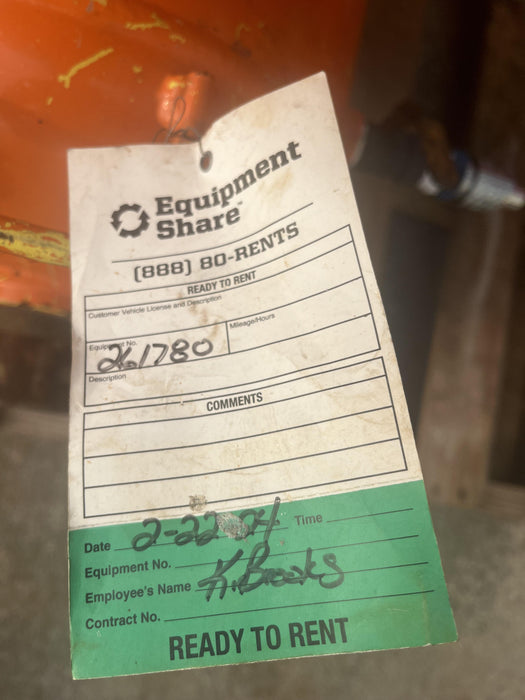 Equipment
Share™
(888) 80-RENTS
READY TO RENT
Customer Vehicle License and Description
Equipment No. Mileage/Hours
261780
Description
COMMENTS
Date 2-22-24 Time
Equipment No.
Employee's Name K. Brooks
Contract No.
READY TO RENT